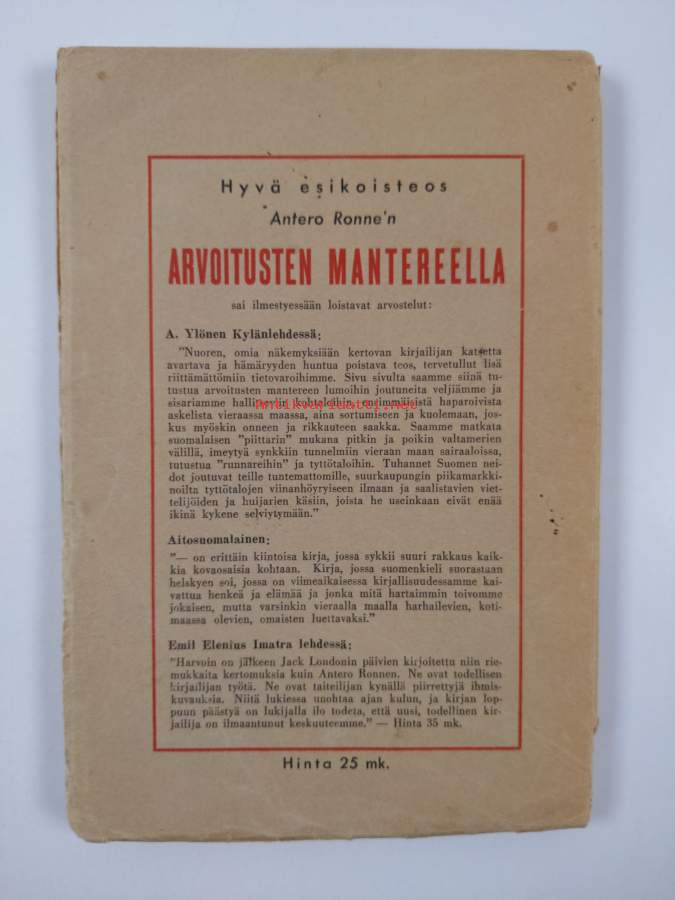 Hyvä esikoisteos
Antero Ronne'n
ARVOITUSTEN MANTEREELLA
sai ilmestyessään loistavat arvostelut:
A. Ylönen Kylänlehdessä:
"Nuoren, omia näkemyksiään kertovan kirjailijan katsetta
avartava ja hämäryyden huntua poistava teos, tervetullut lisä
riittämättömiin tietovaroihimme. Sivu sivulta saamme siinä tu-
tustua arvoitusten mantereen lumoihin joutuneita veljiämme ja
sisariamme hallitseviin kohtaloihin, ensimmäisistä haparoivista
askelista vieraassa maassa, aina sortumiseen ja kuolemaan, jos-
kus myöskin onneen ja rikkauteen saakka. Saamme matkata
suomalaisen "piittarin" mukana pitkin ja poikin valtamerien
välillä, imeytyä synkkiin tunnelmiin vieraan maan sairaaloissa,
tutustua "runnareihin" ja tyttötaloihin. Tuhannet Suomen nei-
dot joutuvat teille tuntemattomille, suurkaupungin piikamarkki-
noilta tyttötalojen viinanhöyryiseen ilmaan ja saalistavien viet-
telijöiden ja huijarien käsiin, joista he useinkaan eivät enää
ikinä kykene selviytymään."
Antikvariaatti.net
Aitosuomalainen:
"— on erittäin kiintoisa kirja, jossa sykkii suuri rakkaus kaik-
kia kovaosaisia kohtaan. Kirja, jossa suomenkieli suorastaan
helskyen soi, jossa on viimeaikaisessa kirjallisuudessamme kai-
vattua henkeä ja elämää ja jonka mitä hartaimmin toivomme
jokaisen, mutta varsinkin vieraalla maalla harhailevien, koti-
maassa olevien, omaisten luettavaksi."
Emil Elenius Imatra lehdessä:
"Harvoin on jälkeen Jack Londonin päivien kirjoitettu niin rie-
mukkaita kertomuksia kuin Antero Ronnen. Ne ovat todellisen
kirjailijan työtä. Ne ovat taiteilijan kynällä piirrettyjä ihmis-
kuvauksia. Niitä lukiessa unohtaa ajan kulun, ja kirjan lop-
puun päästyä on lukijalla ilo todeta, että uusi, todellinen kir-
jailija on ilmaantunut keskuuteemme." — Hinta 35 mk.
Hinta 25 mk.